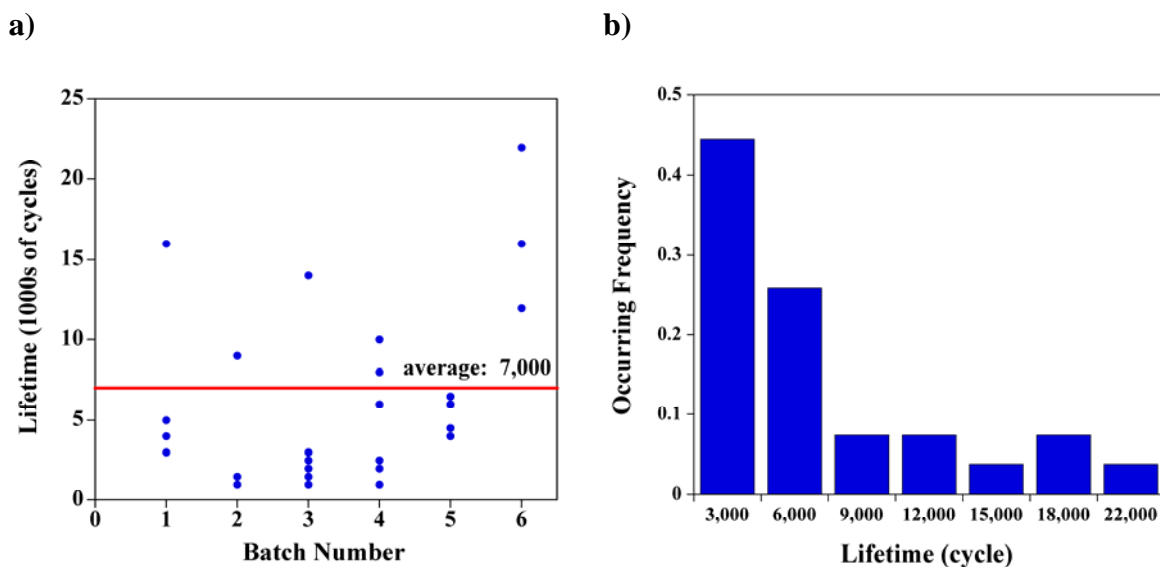 a)
b)
25
20
15
10
5
0
Lifetime (1000s of cycles)
average: 7,000
0 1 2 3 4 5 6
Batch Number
0.5
0.4
0.3
0.2
0.1
0
Occurring Frequency
3,000 6,000 9,000 12,000 15,000 18,000 22,000
Lifetime (cycle)